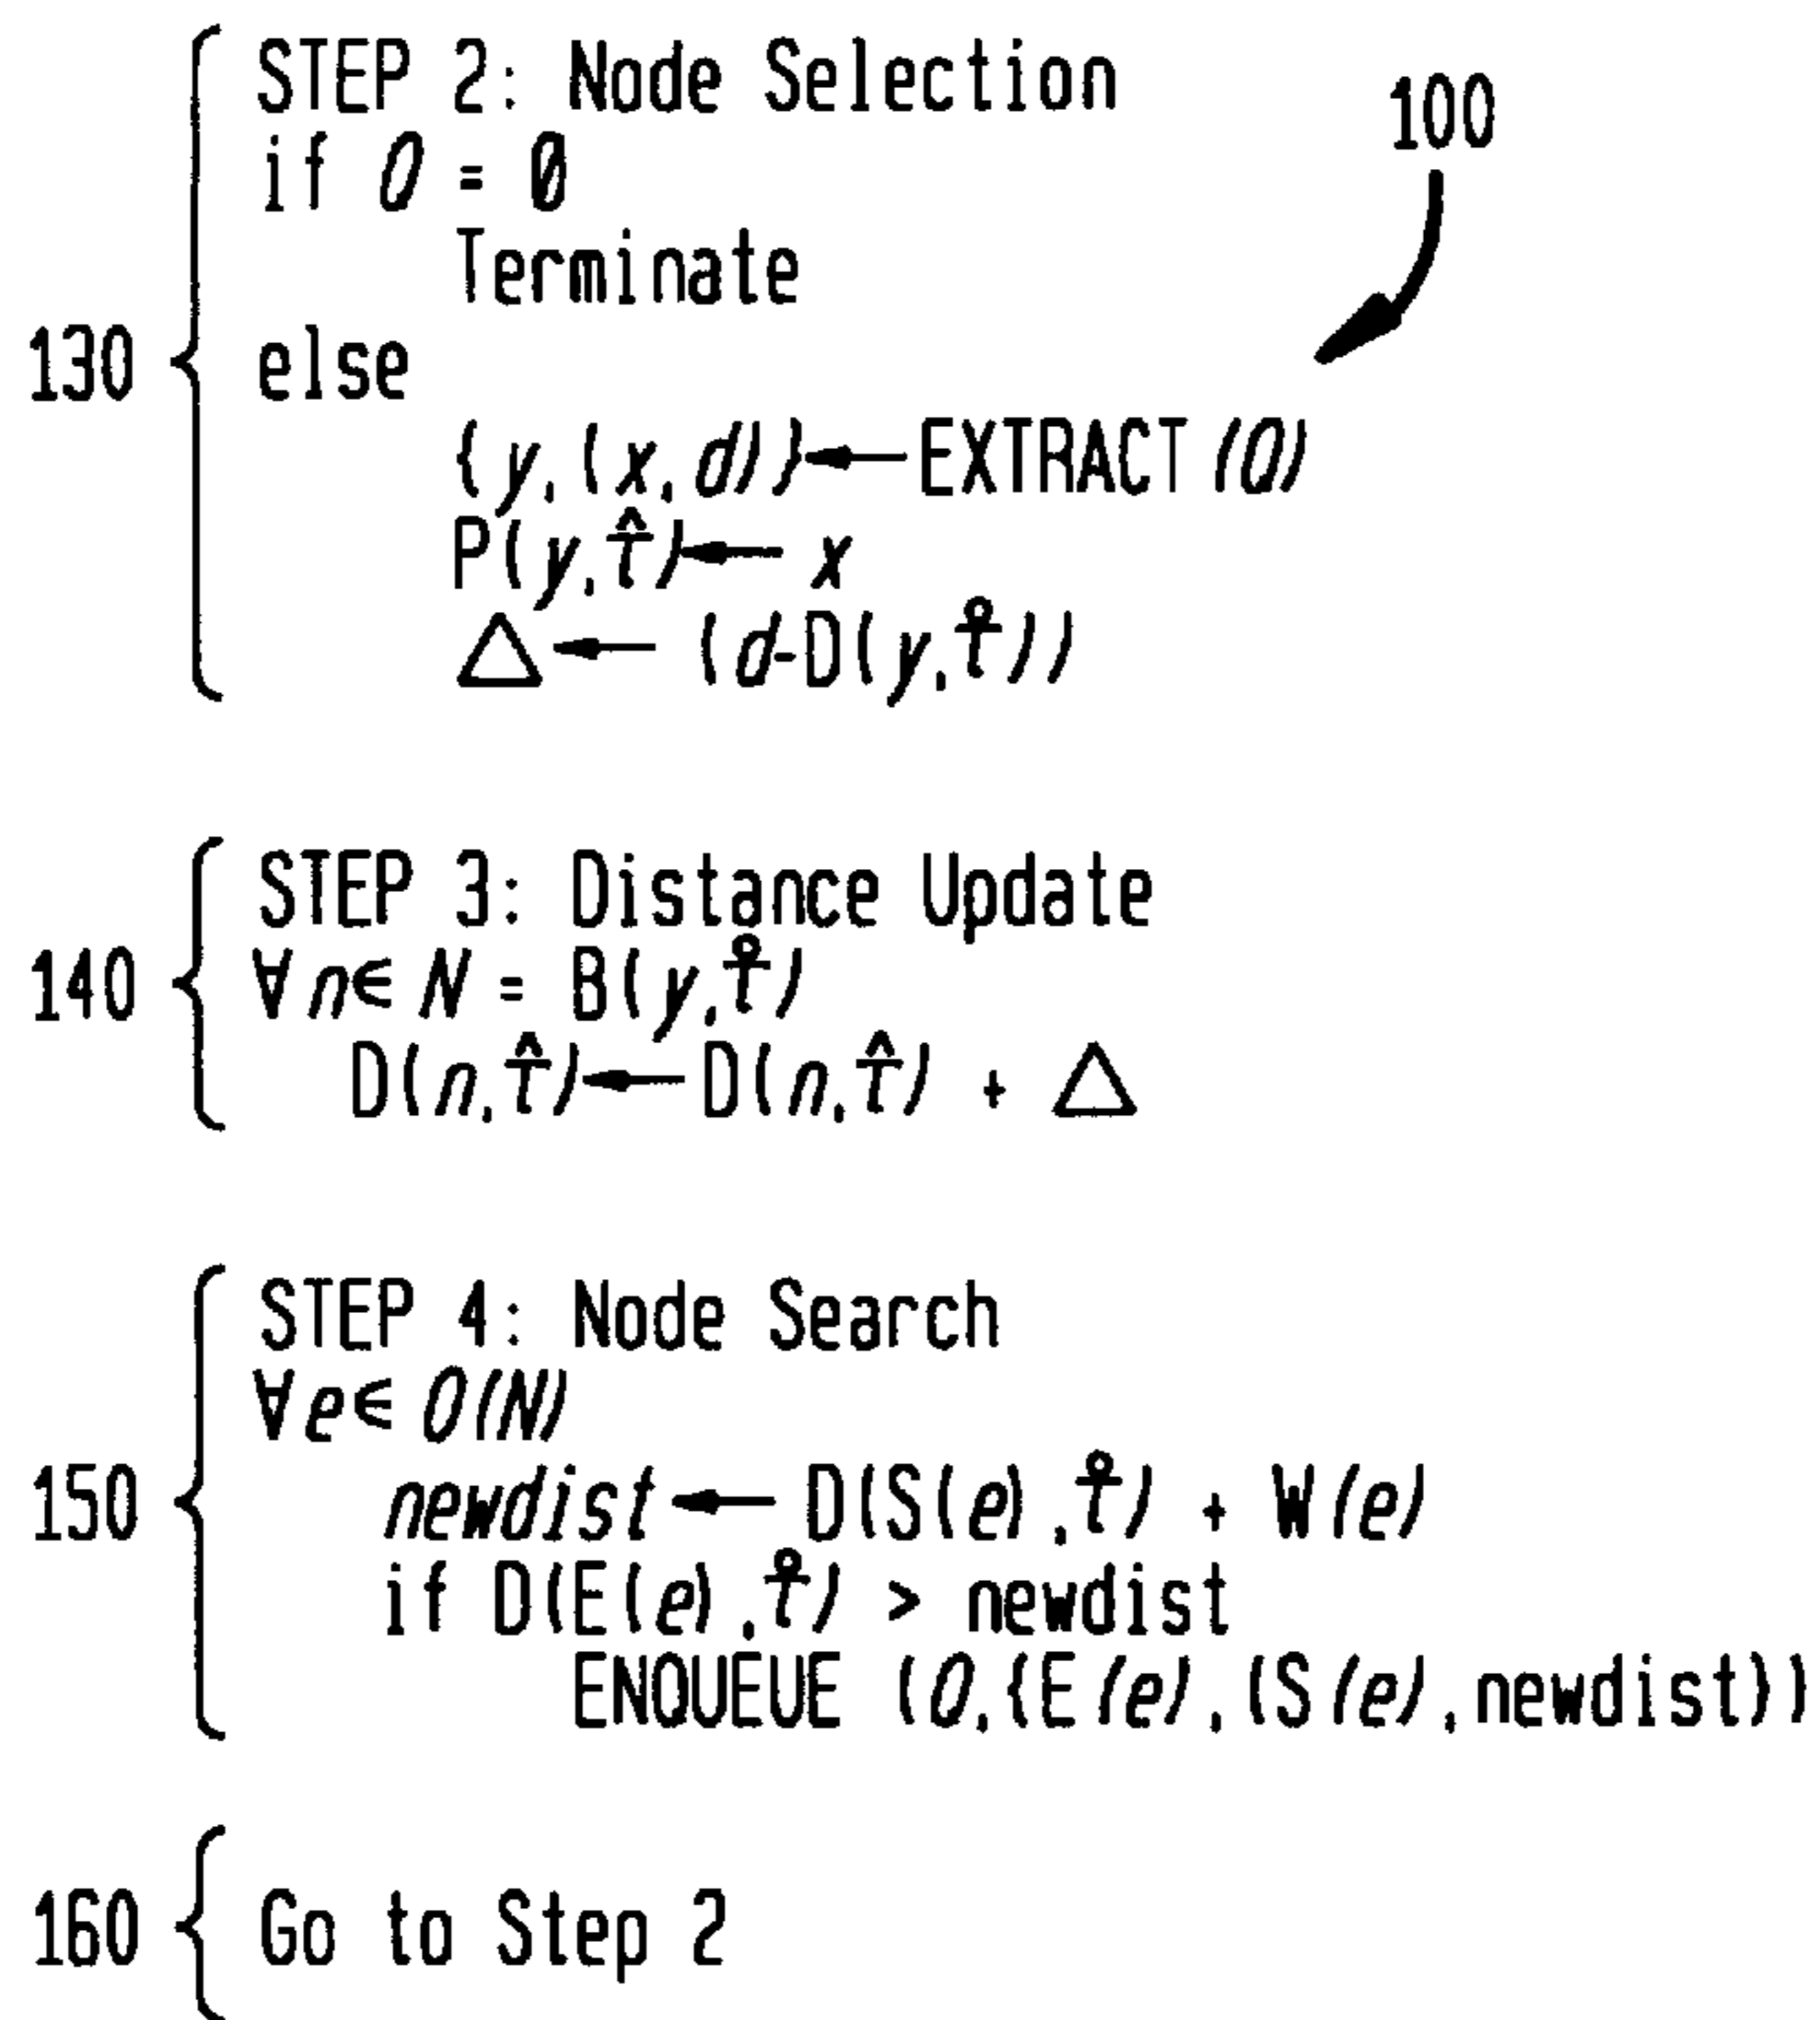 STEP 2: Node Selection
100
if Q = Ø
Terminate
130
else
{y,(x,d)}←EXTRACT(Q)
P(y,T̂)← x
△← (d-D(y,T̂))
STEP 3: Distance Update
140
∀n∈ N = B(y,T̂)
D(n,T̂)←D(n,T̂) + △
STEP 4: Node Search
∀e∈ O(N)
150
newdist←D(S(e),T̂) + W(e)
if D(E(e),T̂) > newdist
ENQUEUE (Q,{E(e),(S(e),newdist))
160
Go to Step 2